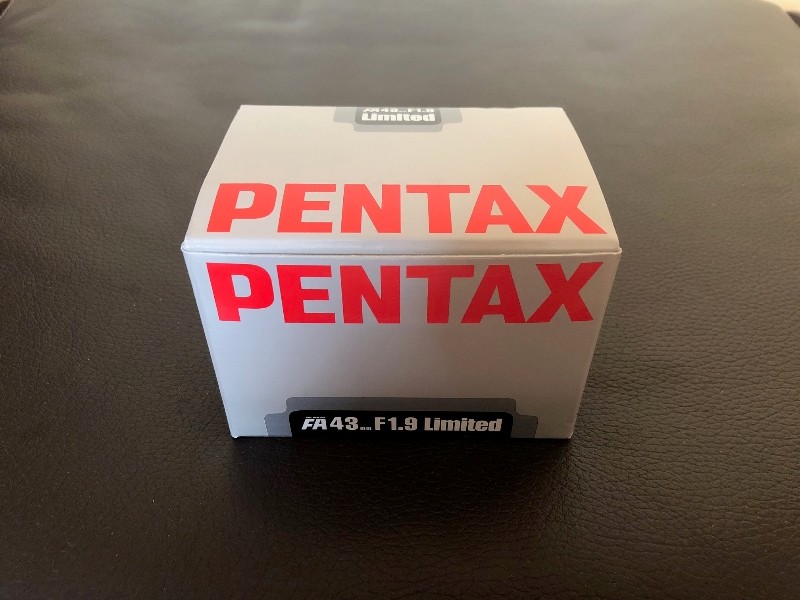 FA 43mm F1.9
Limited
PENTAX
PENTAX
FA 43mm F1.9 Limited